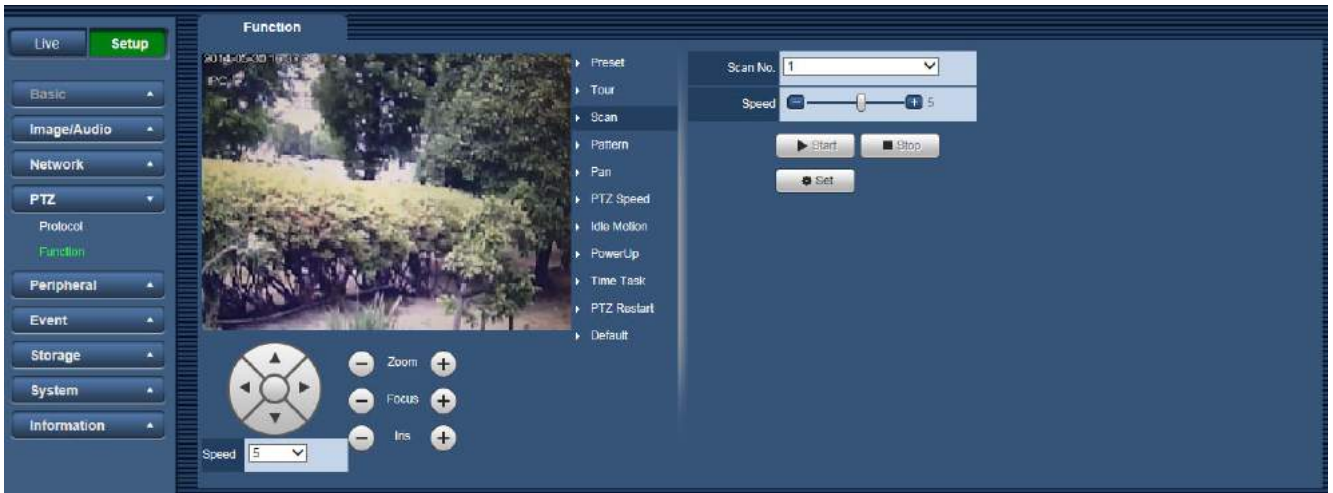 Live Setup
Basic
Image/Audio
Network
PTZ
Protocol
Function
Peripheral
Event
Storage
System
Information
Function
IPC
Preset
Tour
Scan
Pattern
Pan
PTZ Speed
Idle Motion
PowerUp
Time Task
PTZ Restart
Default
Zoom
Focus
Iris
Speed 5
Scan No. 1
Speed 5
Start Stop
Set